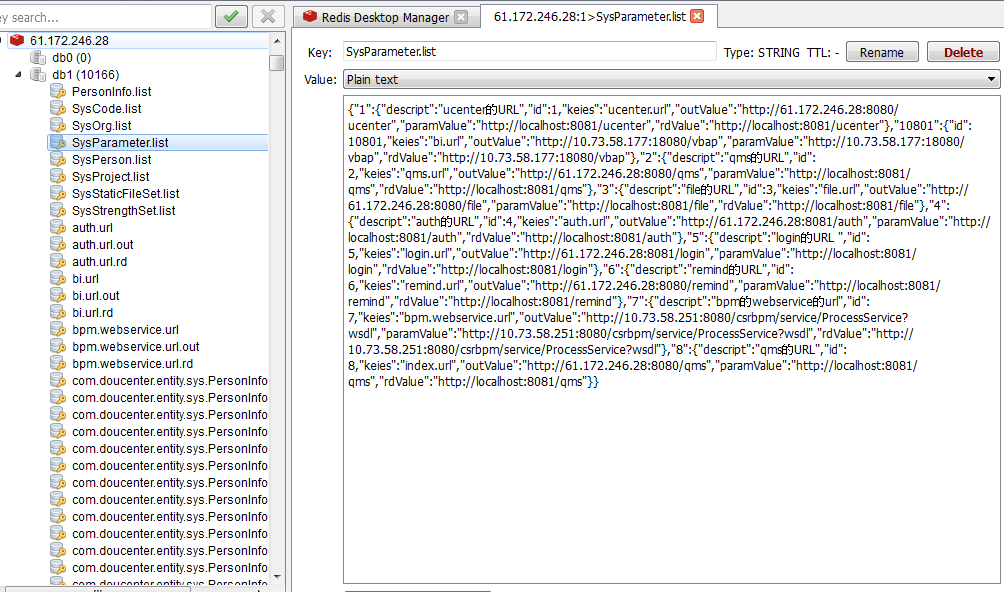 ey search...
61.172.246.28
db0 (0)
db1 (10166)
PersonInfo.list
SysCode.list
SysOrg.list
SysParameter.list
SysPerson.list
SysProject.list
SysStaticFileSet.list
SysStrengthSet.list
auth.url
auth.url.out
auth.url.rd
bi.url
bi.url.out
bi.url.rd
bpm.webservice.url
bpm.webservice.url.out
bpm.webservice.url.rd
com.doucenter.entity.sys.PersonInfo
com.doucenter.entity.sys.PersonInfo
com.doucenter.entity.sys.PersonInfo
com.doucenter.entity.sys.PersonInfo
com.doucenter.entity.sys.PersonInfo
com.doucenter.entity.sys.PersonInfo
com.doucenter.entity.sys.PersonInfo
com.doucenter.entity.sys.PersonInfo
com.doucenter.entity.sys.PersonInfo
com.doucenter.entity.sys.PersonInfo
com.doucenter.entity.sys.PersonInfo
com.doucenter.entity.sys.PersonInfo
com.doucenter.entity.sys.PersonInfo
Redis Desktop Manager
61.172.246.28:1>SysParameter.list
Key: SysParameter.list Type: STRING TTL: - Rename Delete
Value: Plain text
{"1":{"descript":"ucenter的URL","id":1,"keies":"ucenter.url","outValue":"http://61.172.246.28:8080/
ucenter","paramValue":"http://localhost:8081/ucenter","rdValue":"http://localhost:8081/ucenter"},"10801":{"id":
10801,"keies":"bi.url","outValue":"http://10.73.58.177:18080/vbap","paramValue":"http://10.73.58.177:18080/
vbap","rdValue":"http://10.73.58.177:18080/vbap"},"2":{"descript":"qms的URL","id":
2,"keies":"qms.url","outValue":"http://61.172.246.28:8080/qms","paramValue":"http://localhost:8081/
qms","rdValue":"http://localhost:8081/qms"},"3":{"descript":"file的URL","id":3,"keies":"file.url","outValue":"http://
61.172.246.28:8080/file","paramValue":"http://localhost:8081/file","rdValue":"http://localhost:8081/file"},"4":
{"descript":"auth的URL","id":4,"keies":"auth.url","outValue":"http://61.172.246.28:8081/auth","paramValue":"http://
localhost:8081/auth","rdValue":"http://localhost:8081/auth"},"5":{"descript":"login的URL ","id":
5,"keies":"login.url","outValue":"http://61.172.246.28:8080/login","paramValue":"http://localhost:8081/
login","rdValue":"http://localhost:8081/login"},"6":{"descript":"remind的URL","id":
6,"keies":"remind.url","outValue":"http://61.172.246.28:8080/remind","paramValue":"http://localhost:8081/
remind","rdValue":"http://localhost:8081/remind"},"7":{"descript":"bpm的webservice的url","id":
7,"keies":"bpm.webservice.url","outValue":"http://10.73.58.251:8080/csrbpm/service/ProcessService?
wsdl","paramValue":"http://10.73.58.251:8080/csrbpm/service/ProcessService?wsdl","rdValue":"http://
10.73.58.251:8080/csrbpm/service/ProcessService?wsdl"},"8":{"descript":"qms的URL","id":
8,"keies":"index.url","outValue":"http://61.172.246.28:8080/qms","paramValue":"http://localhost:8081/
qms","rdValue":"http://localhost:8081/qms"}}